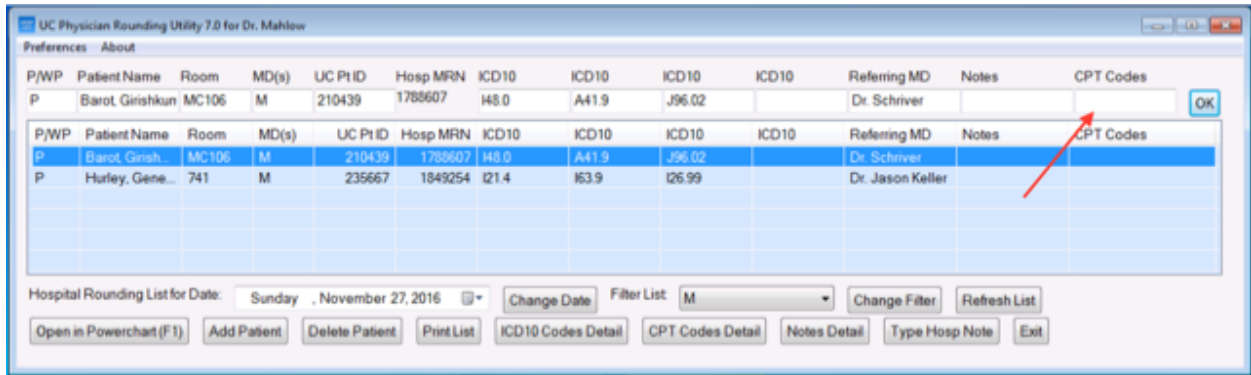 UC Physician Rounding Utility 7.0 for Dr. Mahlow
Preferences About
P/WP Patient Name Room MD(s) UC Pt ID Hosp MRN ICD10 ICD10 ICD10 ICD10 Referring MD Notes CPT Codes
P Barot, Girishkun MC106 M 210439 1788607 I48.0 A41.9 J96.02 Dr. Schriver OK
P/WP Patient Name Room MD(s) UC Pt ID Hosp MRN ICD10 ICD10 ICD10 ICD10 Referring MD Notes CPT Codes
P Barot, Girish... MC106 M 210439 1788607 I48.0 A41.9 J96.02 Dr. Schriver
P Hurley, Gene... 741 M 235667 1849254 I21.4 I63.9 I26.99 Dr. Jason Keller
Hospital Rounding List for Date: Sunday , November 27, 2016 Change Date Filter List: M Change Filter Refresh List
Open in Powerchart (F1) Add Patient Delete Patient Print List ICD10 Codes Detail CPT Codes Detail Notes Detail Type Hosp Note Exit